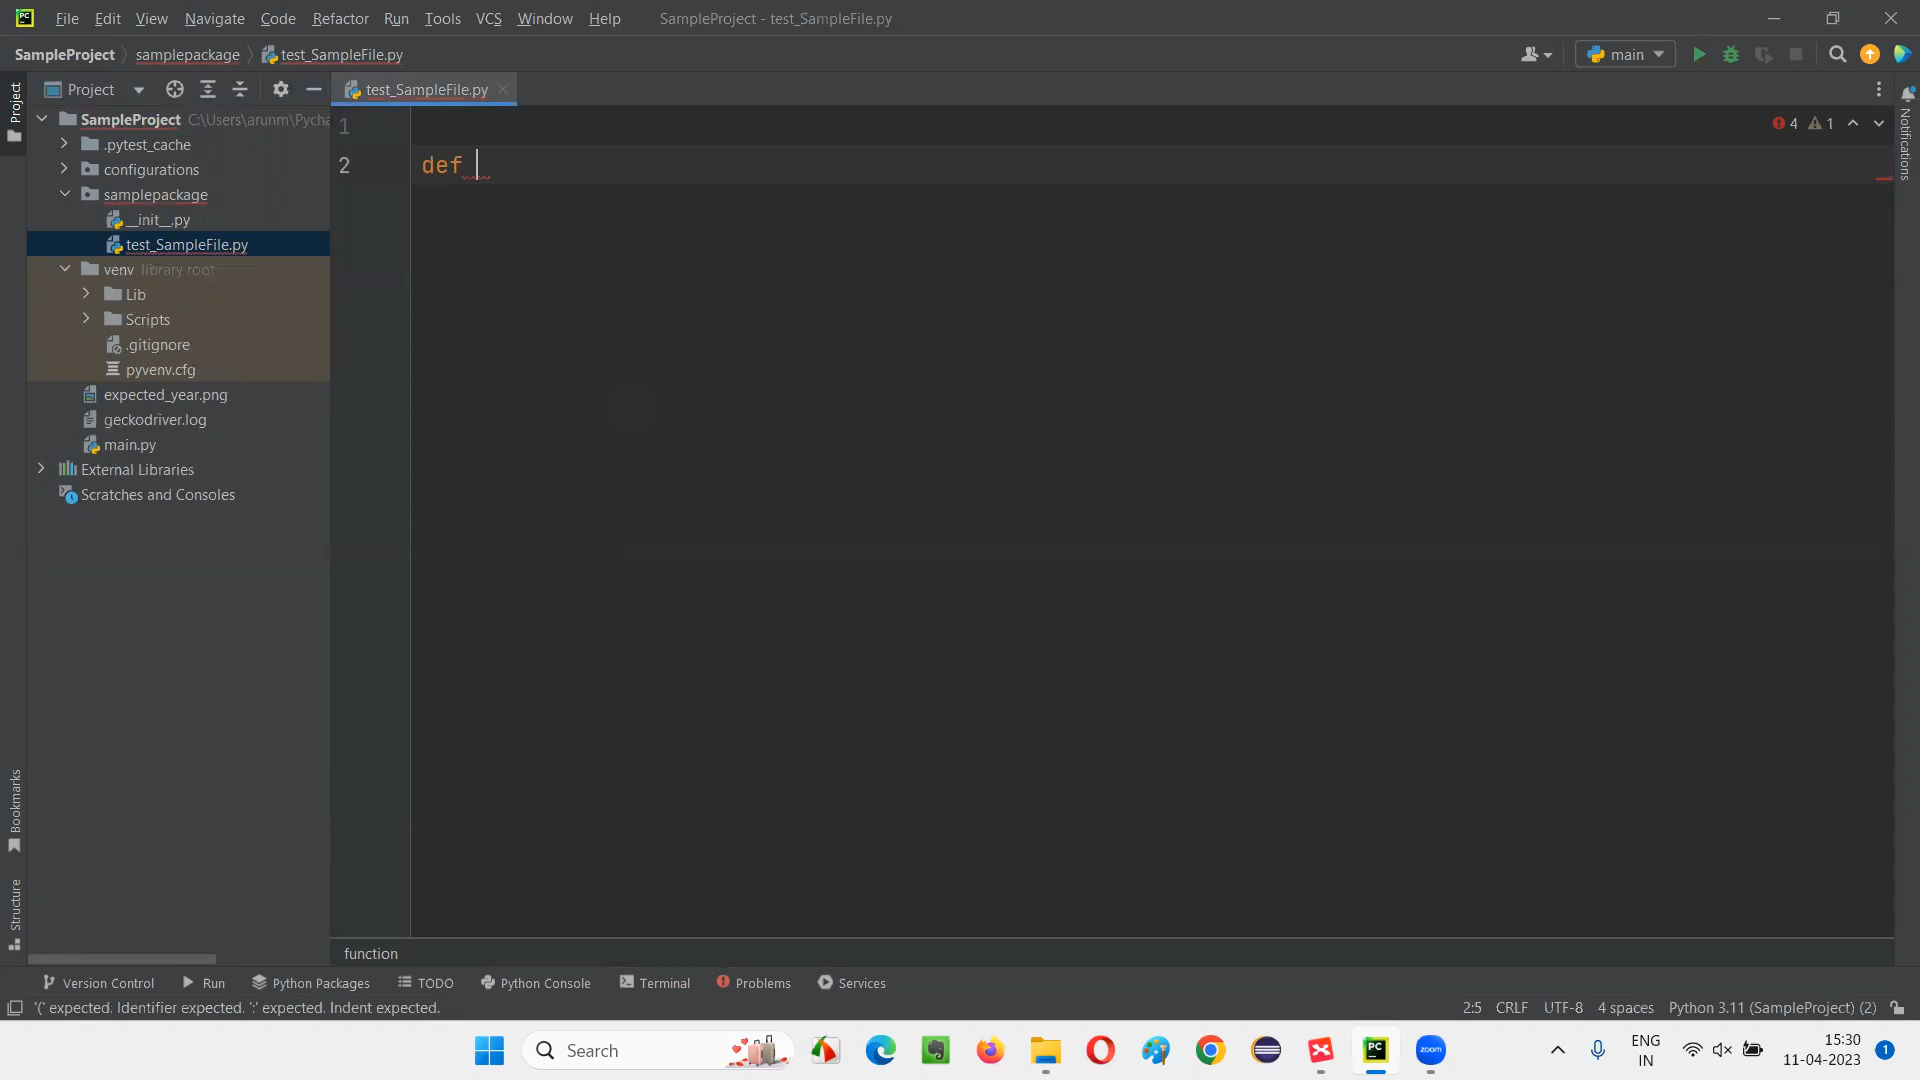 PC File Edit View Navigate Code Refactor Run Tools VCS Window Help SampleProject - test_SampleFile.py
SampleProject samplepackage test_SampleFile.py main
Project
Project
test_SampleFile.py
SampleProject C:\Users\arunm\Pycha
.pytest_cache
configurations
samplepackage
__init__.py
test_SampleFile.py
venv library root
Lib
Scripts
.gitignore
pyvenv.cfg
expected_year.png
geckodriver.log
main.py
External Libraries
Scratches and Consoles
1
4 1
2 def
Notifications
Bookmarks
Structure
function
Version Control Run Python Packages TODO Python Console Terminal Problems Services
'(' expected. Identifier expected. ':' expected. Indent expected. 2:5 CRLF UTF-8 4 spaces Python 3.11 (SampleProject) (2)
Search PC zoom
ENG
IN
15:30
11-04-2023
1